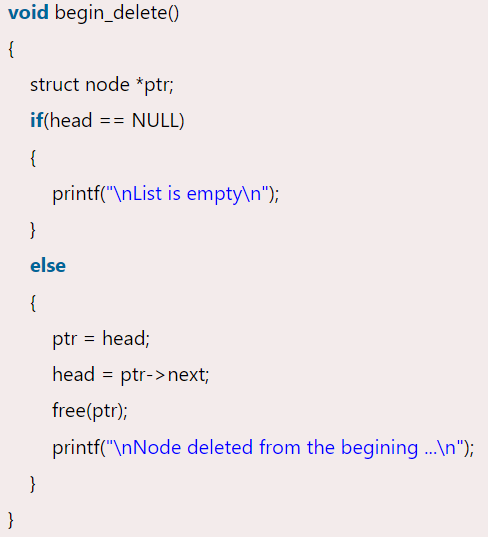 void begin_delete()
{
struct node *ptr;
if(head == NULL)
{
printf("\nList is empty\n");
}
else
{
ptr = head;
head = ptr->next;
free(ptr);
printf("\nNode deleted from the begining ...\n");
}
}